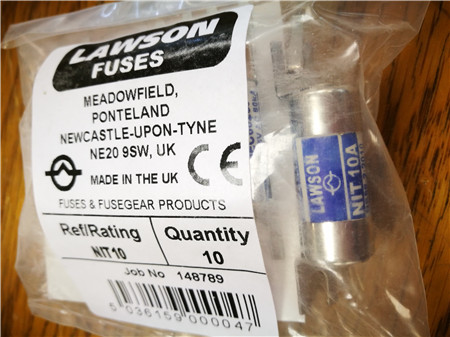 LAWSON
FUSES
MEADOWFIELD,
PONTELAND
NEWCASTLE-UPON-TYNE
NE20 9SW, UK
CE
MADE IN THE UK
FUSES & FUSEGEAR PRODUCTS
Ref/Rating
NIT10
Quantity
10
Job No 148789
5 036159 000047
LAWSON
NIT 10A